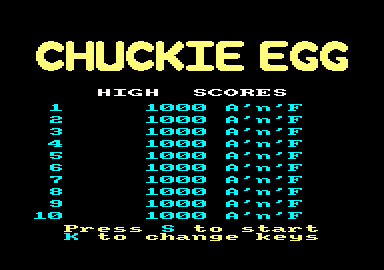 CHUCKIE EGG
HIGH SCORES
1 1000 A'n'F
2 1000 A'n'F
3 1000 A'n'F
4 1000 A'n'F
5 1000 A'n'F
6 1000 A'n'F
7 1000 A'n'F
8 1000 A'n'F
9 1000 A'n'F
10 1000 A'n'F
Press S to start
K to change keys